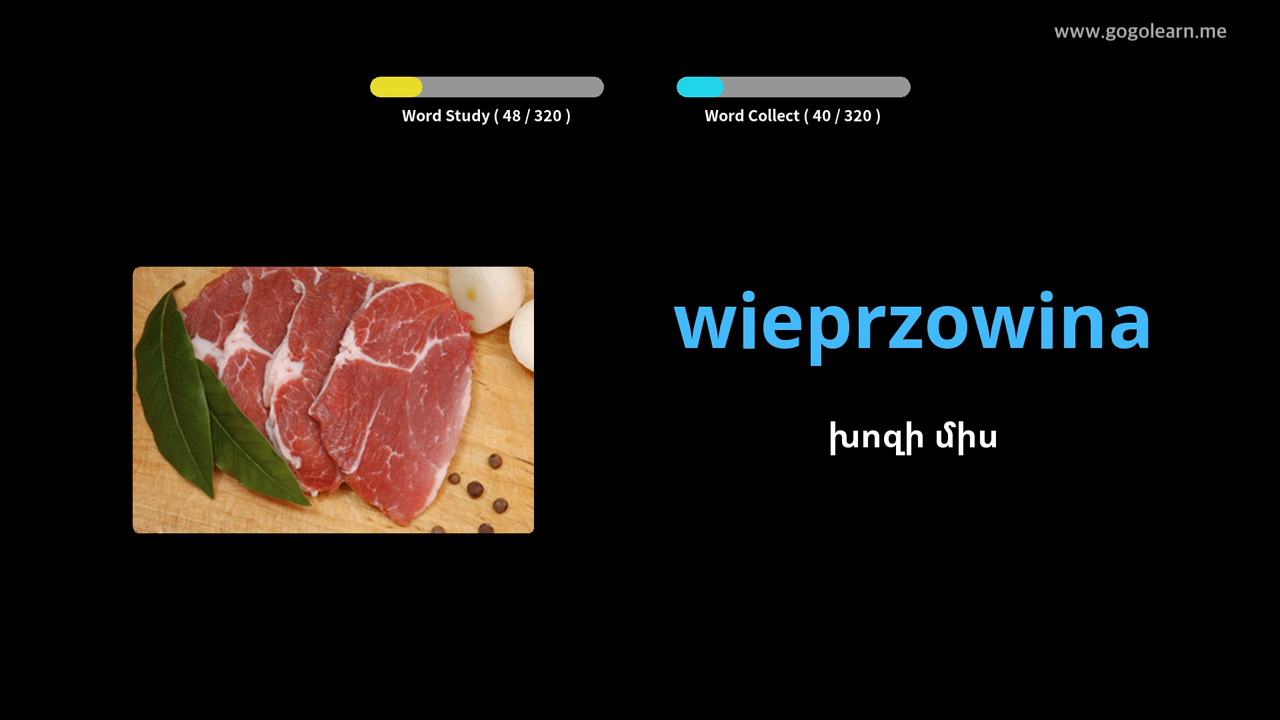 www.gogolearn.me
Word Study ( 48 / 320 )
Word Collect ( 40 / 320 )
wieprzowina
խոզի միս